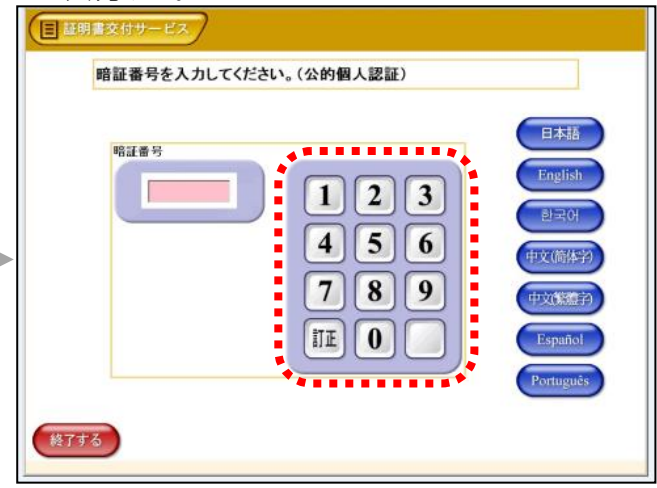 証明書交付サービス
暗証番号を入力してください。(公的個人認証)
暗証番号
1 2 3
4 5 6
7 8 9
訂正 0
日本語
English
한국어
中文(简体字)
中文(繁體字)
Español
Português
終了する